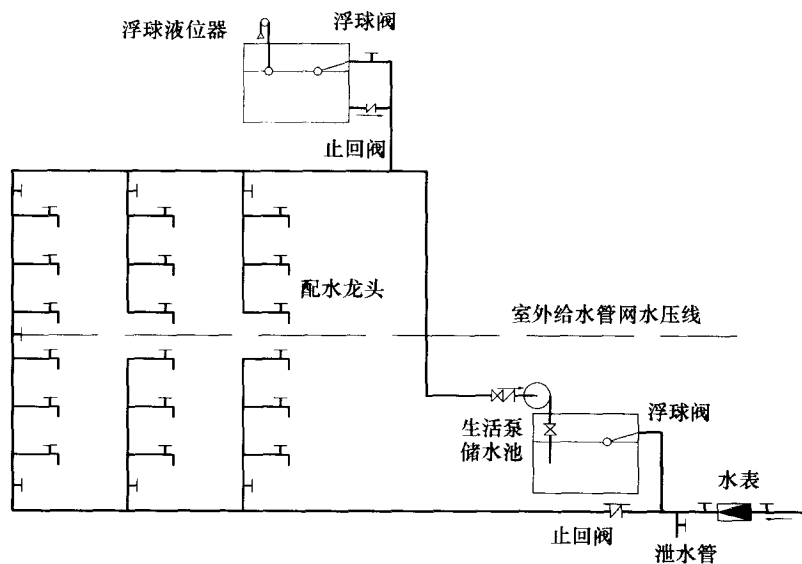 浮球液位器
浮球阀
止回阀
配水龙头
室外给水管网水压线
生活泵
储水池
浮球阀
水表
止回阀
泄水管